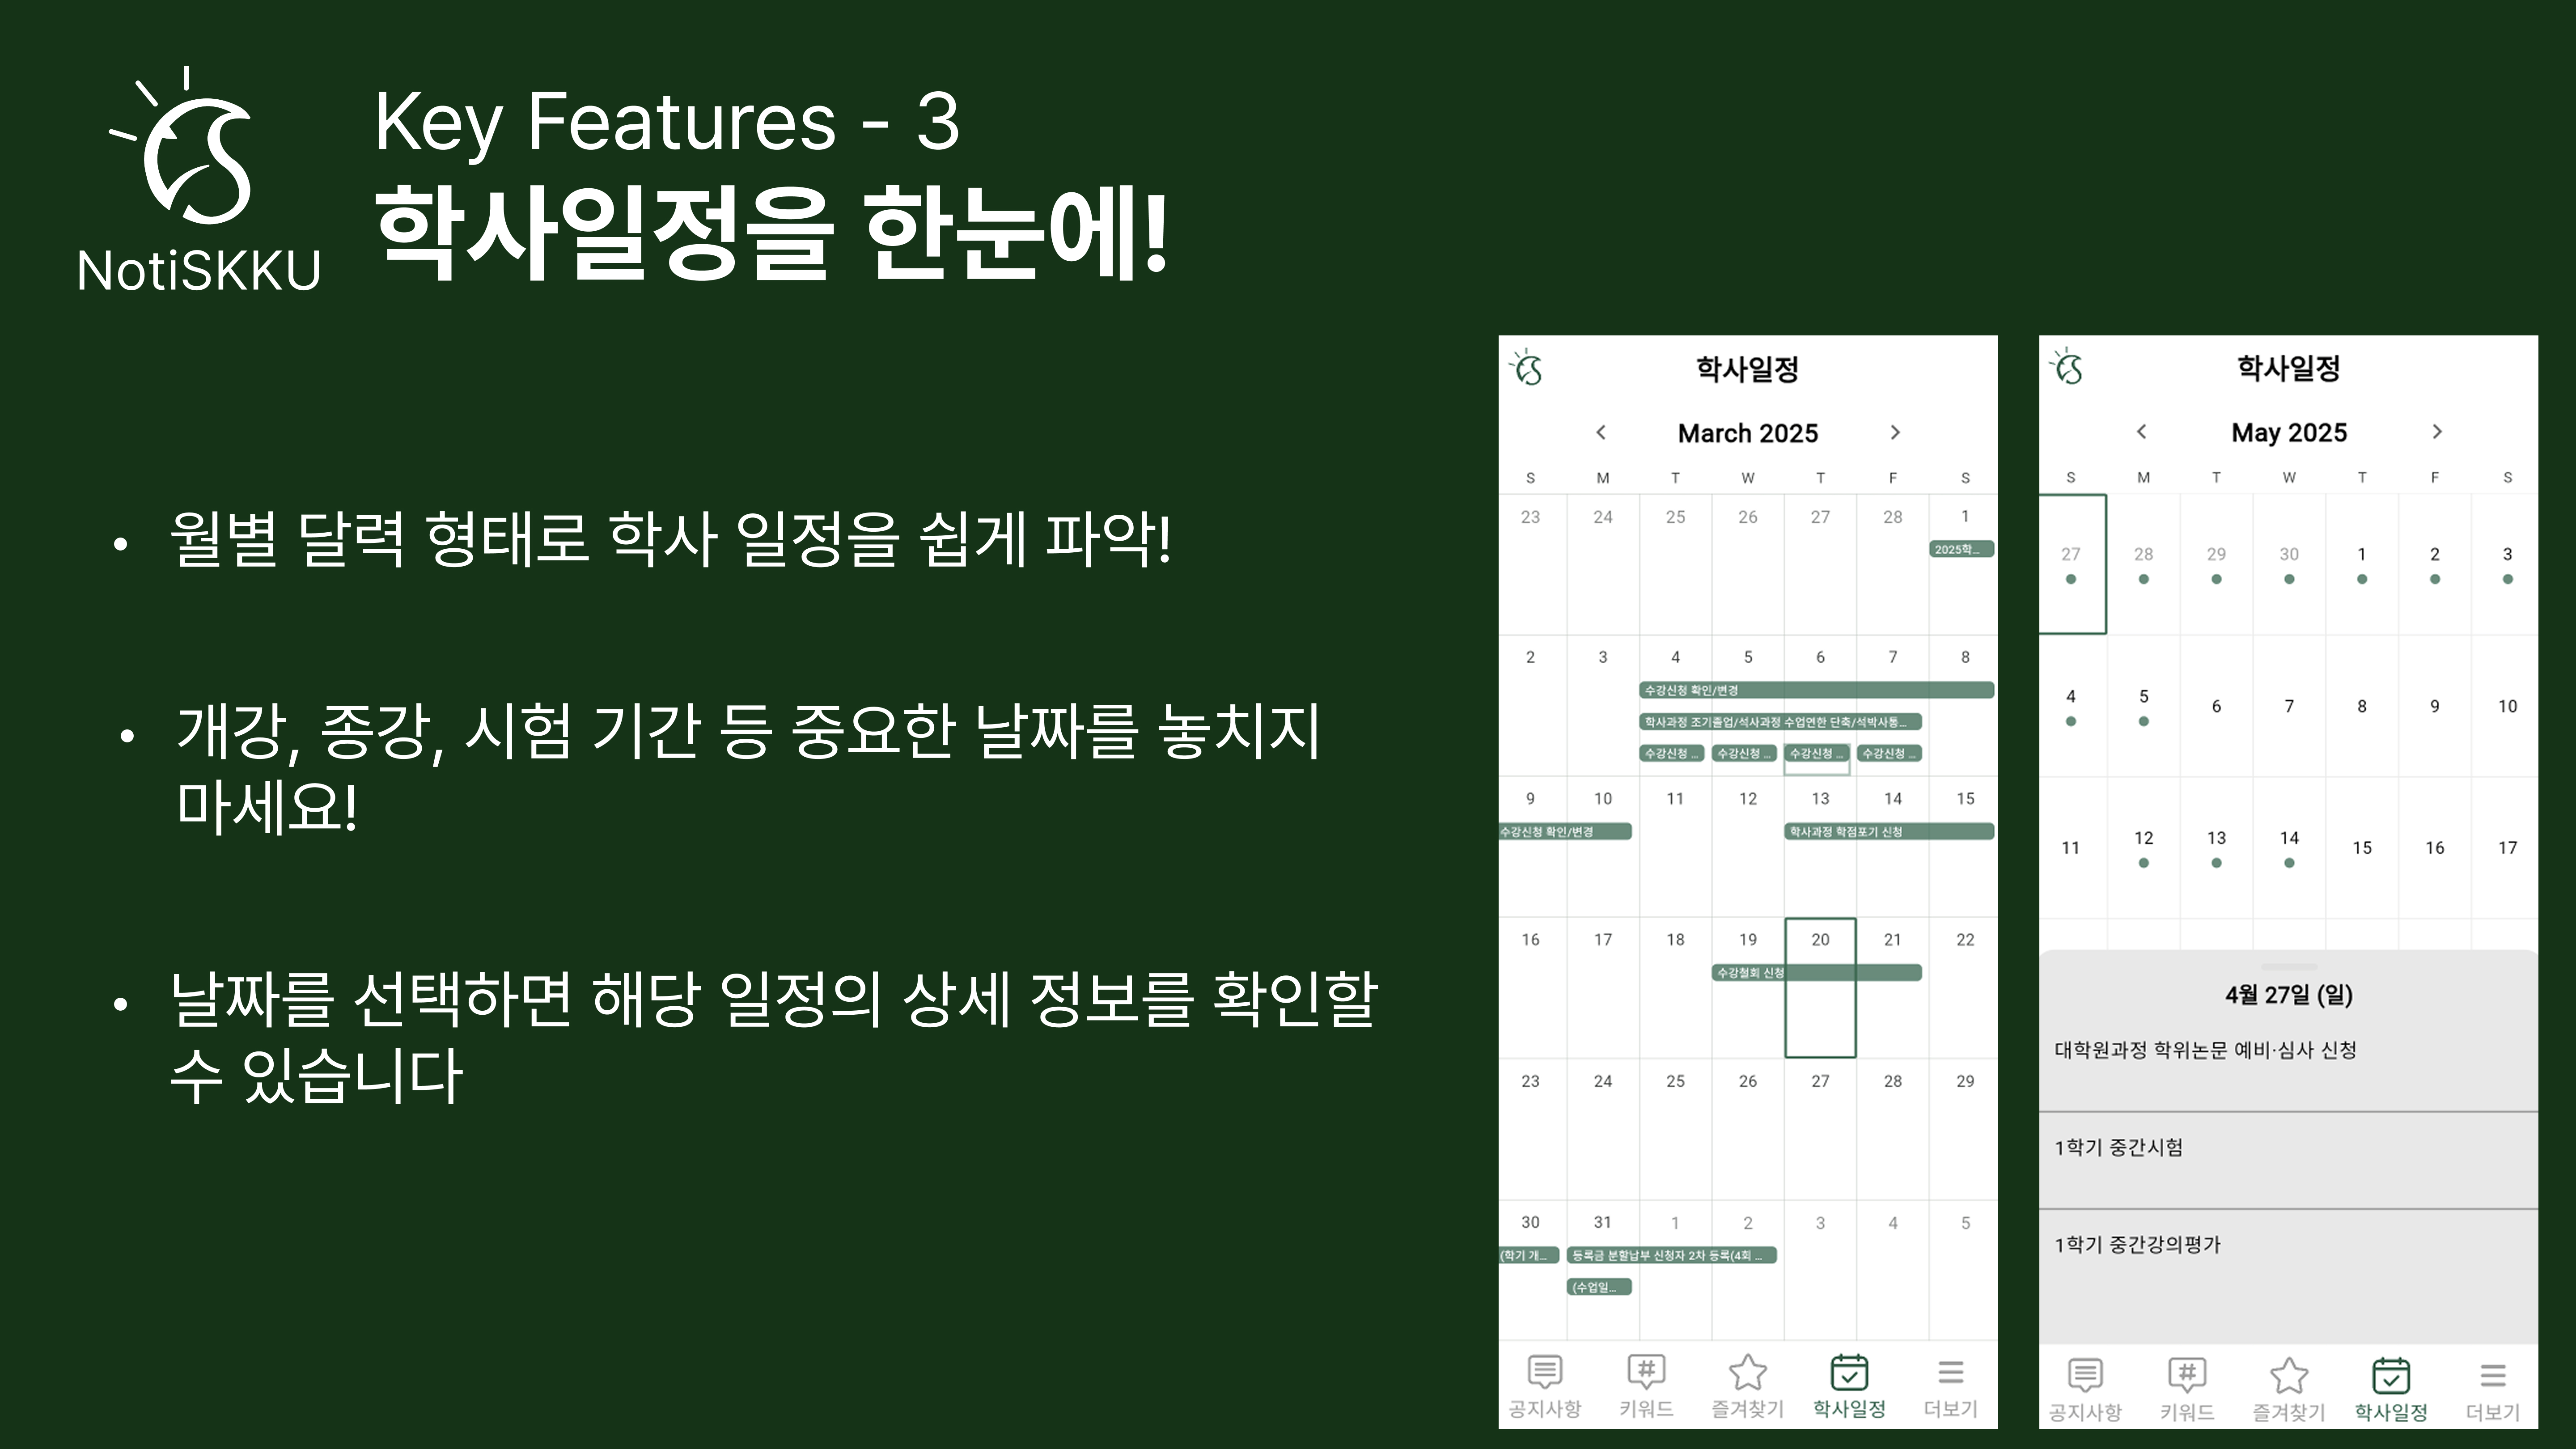 NotiSKKU
Key Features - 3
학사일정을 한눈에!
• 월별 달력 형태로 학사 일정을 쉽게 파악!
• 개강, 종강, 시험 기간 등 중요한 날짜를 놓치지
마세요!
• 날짜를 선택하면 해당 일정의 상세 정보를 확인할
수 있습니다
학사일정
< March 2025 >
S M T W T F S
23 24 25 26 27 28 1
2025학...
2 3 4 5 6 7 8
수강신청 확인/변경
학사과정 조기졸업/석사과정 수업연한 단축/석박사통...
수강신청 ... 수강신청 ... 수강신청 ... 수강신청 ...
9 10 11 12 13 14 15
수강신청 확인/변경 학사과정 학점포기 신청
16 17 18 19 20 21 22
수강철회 신청
23 24 25 26 27 28 29
30 31 1 2 3 4 5
(학기 개... 등록금 분할납부 신청자 2차 등록(4회 ...
(수업일...
공지사항 키워드 즐겨찾기 학사일정 더보기
학사일정
< May 2025 >
S M T W T F S
27 28 29 30 1 2 3
4 5 6 7 8 9 10
11 12 13 14 15 16 17
4월 27일 (일)
대학원과정 학위논문 예비·심사 신청
1학기 중간시험
1학기 중간강의평가
공지사항 키워드 즐겨찾기 학사일정 더보기